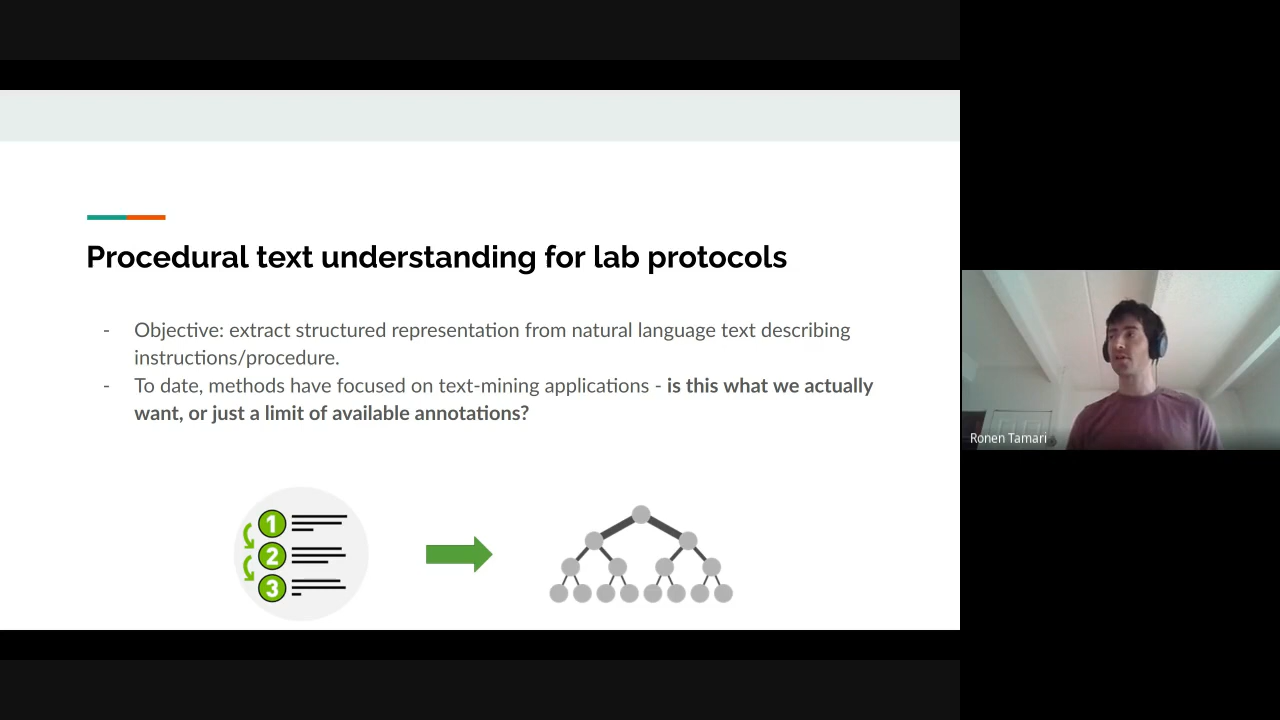 Procedural text understanding for lab protocols
- Objective: extract structured representation from natural language text describing
instructions/procedure.
- To date, methods have focused on text-mining applications - is this what we actually
want, or just a limit of available annotations?
1
2
3
Ronen Tamari